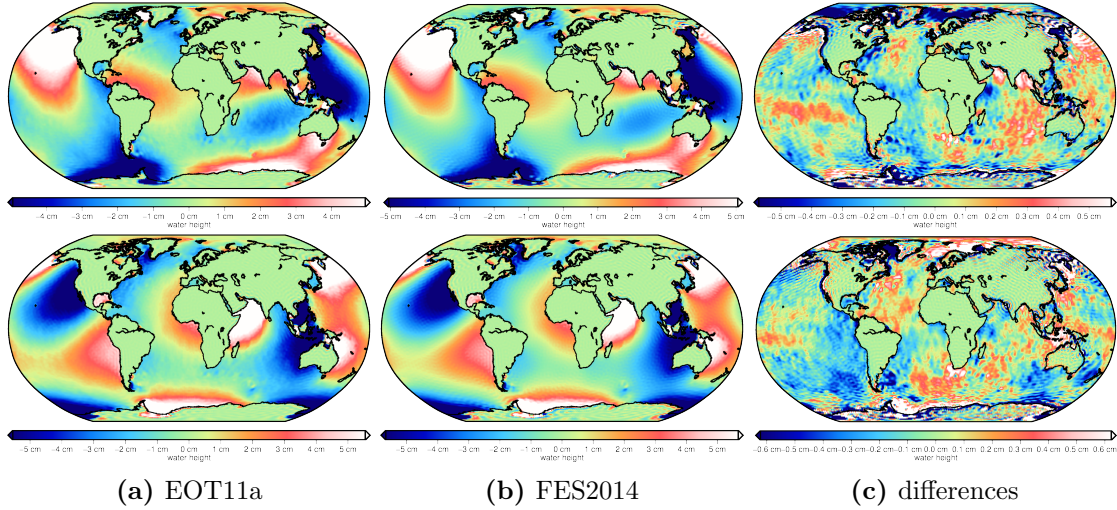 −4 cm −3 cm −2 cm −1 cm 0 cm 1 cm 2 cm 3 cm 4 cm
water height
−5 cm −4 cm −3 cm −2 cm −1 cm 0 cm 1 cm 2 cm 3 cm 4 cm 5 cm
water height
−0.5 cm −0.4 cm −0.3 cm −0.2 cm −0.1 cm 0.0 cm 0.1 cm 0.2 cm 0.3 cm 0.4 cm 0.5 cm
water height
−5 cm −4 cm −3 cm −2 cm −1 cm 0 cm 1 cm 2 cm 3 cm 4 cm 5 cm
water height
−5 cm −4 cm −3 cm −2 cm −1 cm 0 cm 1 cm 2 cm 3 cm 4 cm 5 cm
water height
−0.6 cm −0.5 cm −0.4 cm −0.3 cm −0.2 cm −0.1 cm 0.0 cm 0.1 cm 0.2 cm 0.3 cm 0.4 cm 0.5 cm 0.6 cm
water height
(a) EOT11a
(b) FES2014
(c) differences